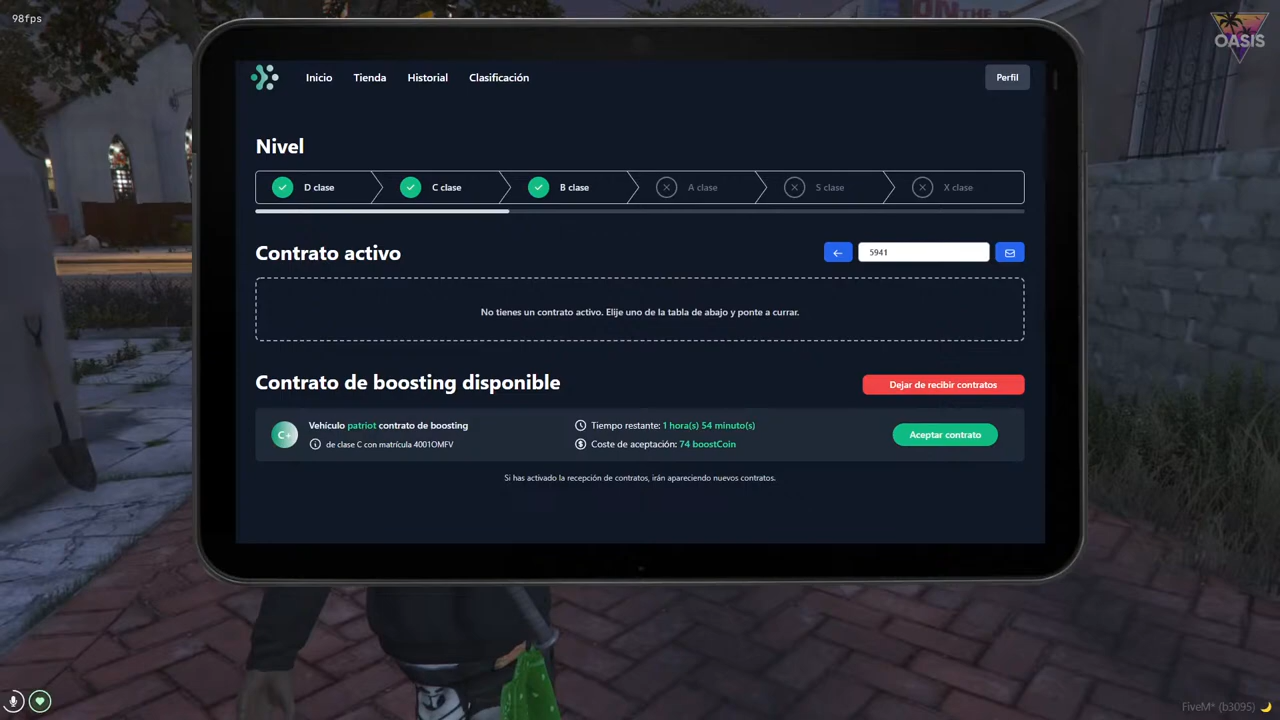 98fps
OASIS
Inicio Tienda Historial Clasificación Perfil
Nivel
D clase C clase B clase A clase S clase X clase
Contrato activo
5941
No tienes un contrato activo. Elije uno de la tabla de abajo y ponte a currar.
Contrato de boosting disponible
Dejar de recibir contratos
C+
Vehículo patriot contrato de boosting
de clase C con matrícula 4001OMFV
Tiempo restante: 1 hora(s) 54 minuto(s)
Coste de aceptación: 74 boostCoin
Aceptar contrato
Si has activado la recepción de contratos, irán apareciendo nuevos contratos.
FiveM* (b3095)